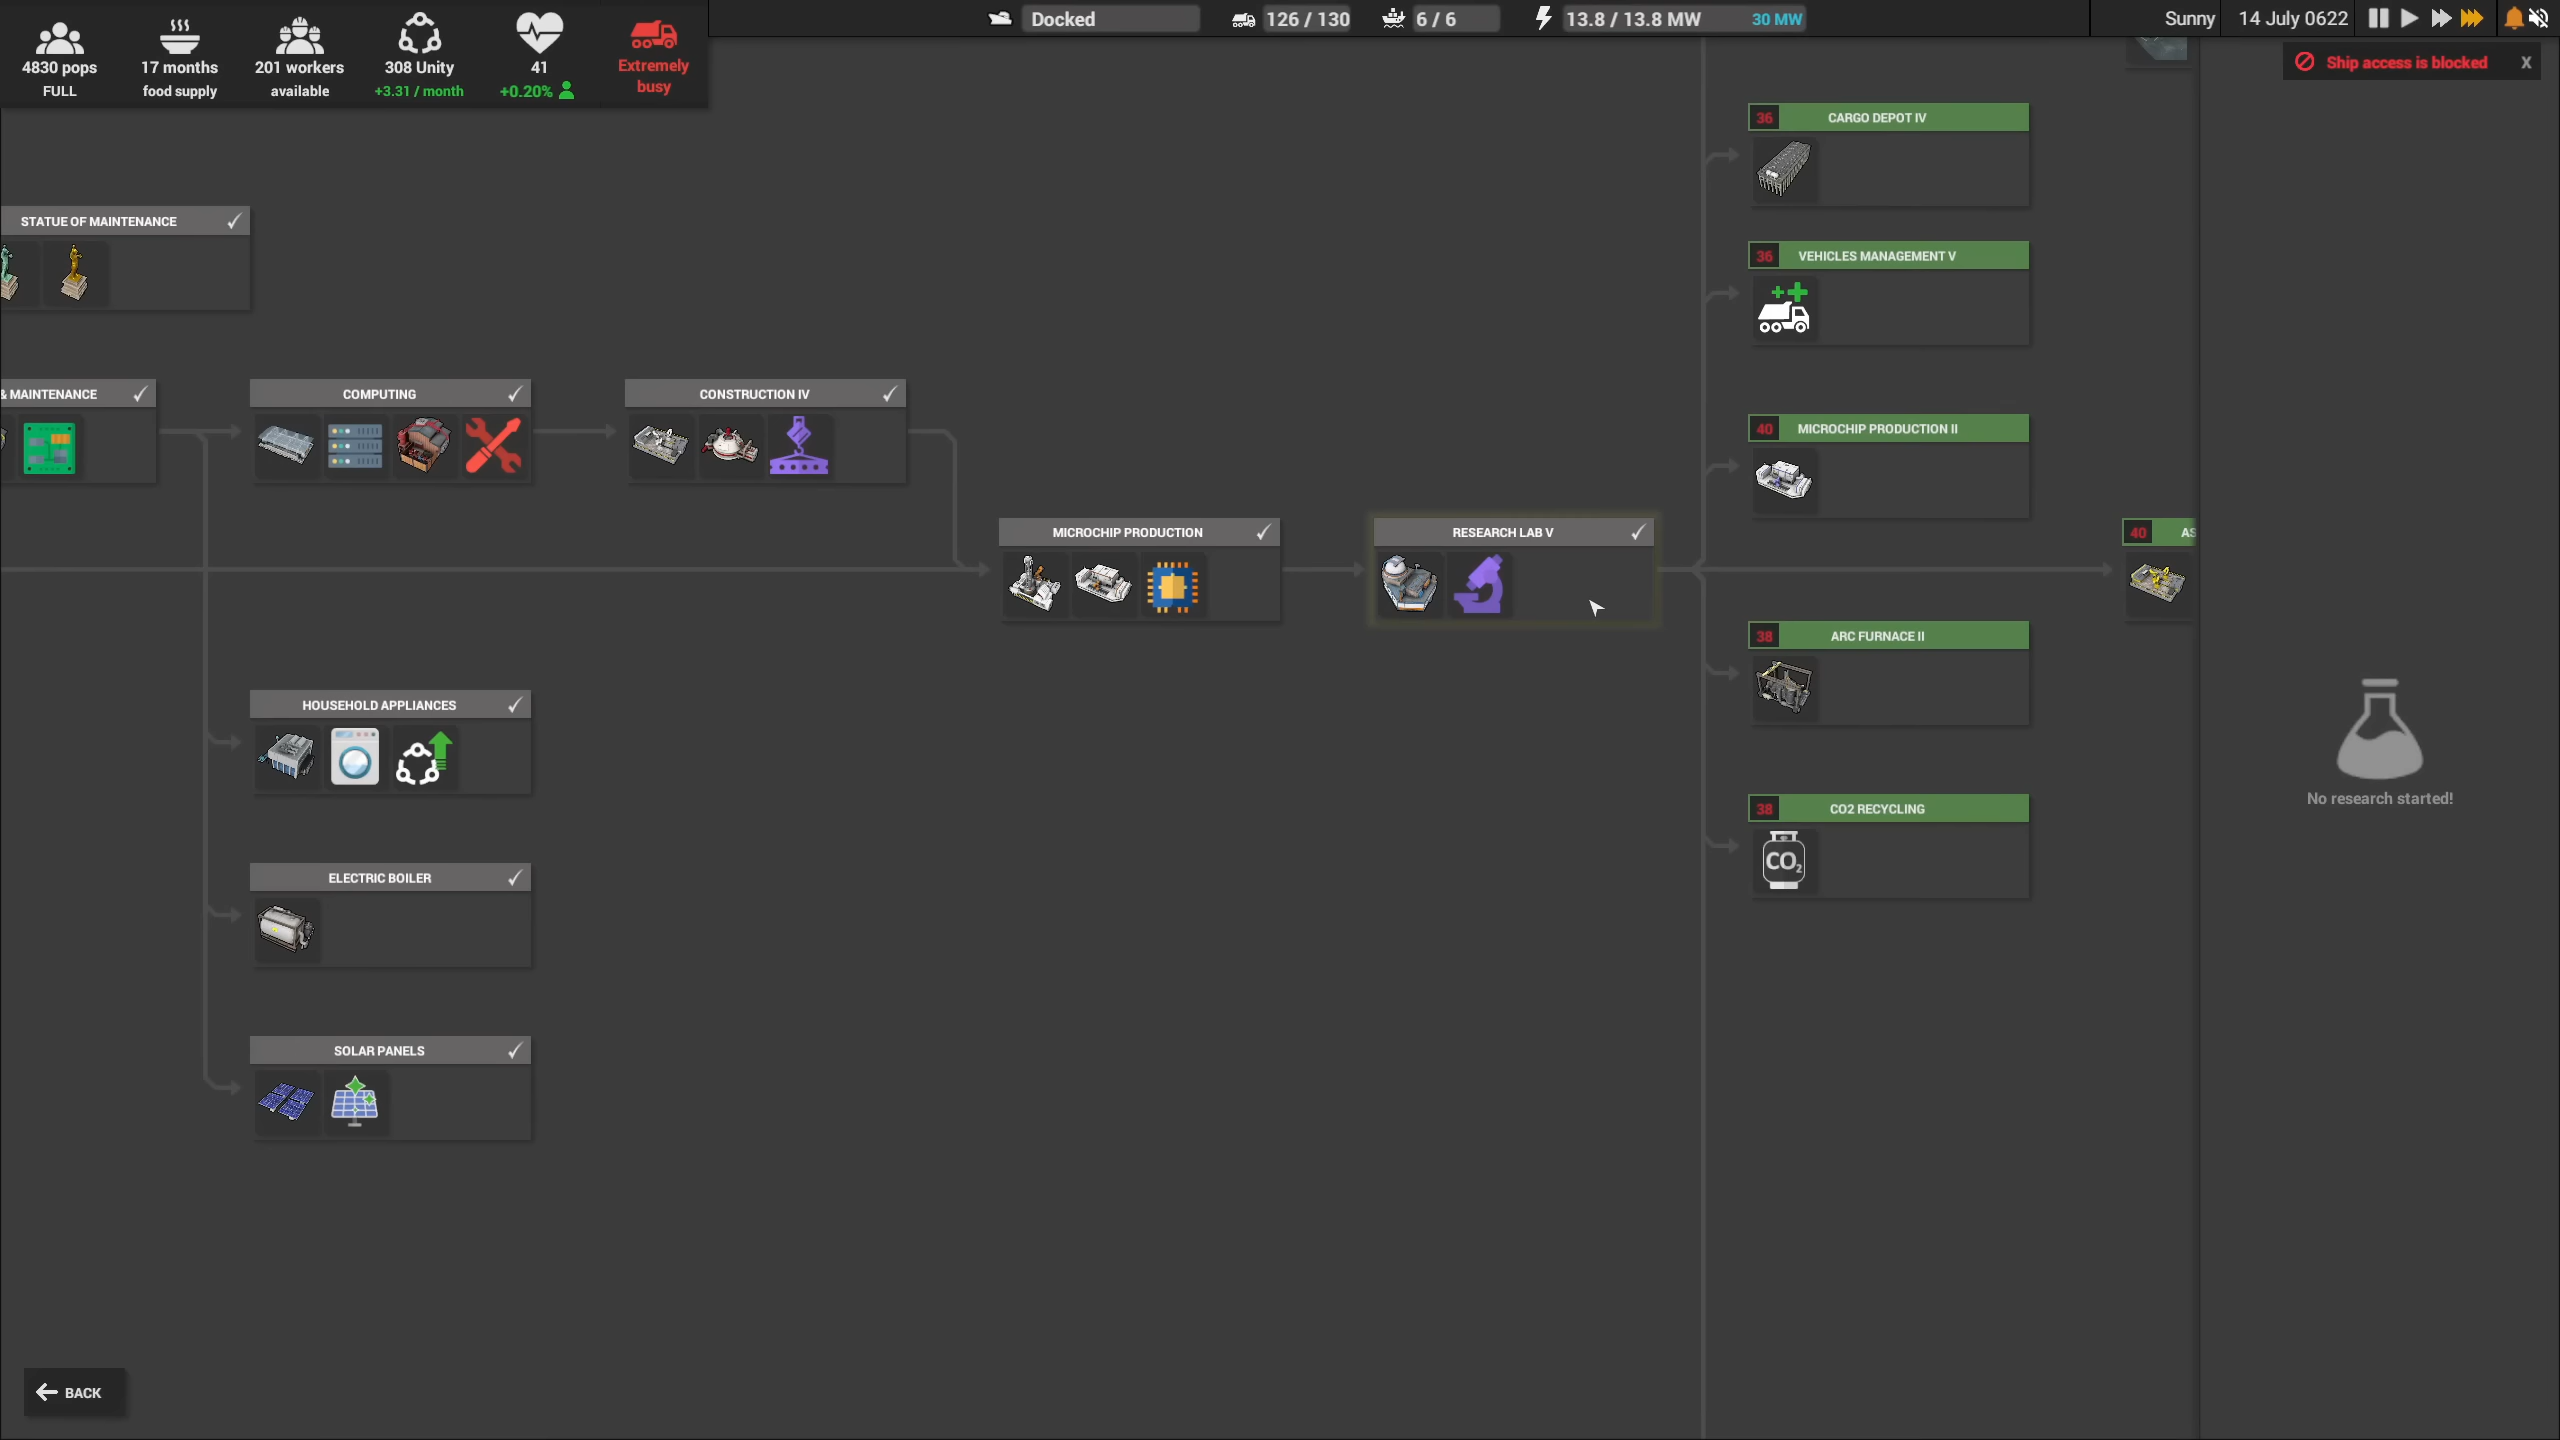 4830 pops
FULL
17 months
food supply
201 workers
available
308 Unity
+3.31 / month
41
+0.20%
Extremely
busy
Docked
126 / 130
6 / 6
13.8 / 13.8 MW
30 MW
Sunny
14 July 0622
Ship access is blocked
X
36
CARGO DEPOT IV
STATUE OF MAINTENANCE
36
VEHICLES MANAGEMENT V
& MAINTENANCE
COMPUTING
CONSTRUCTION IV
40
MICROCHIP PRODUCTION II
MICROCHIP PRODUCTION
RESEARCH LAB V
40
AS
38
ARC FURNACE II
HOUSEHOLD APPLIANCES
38
CO2 RECYCLING
CO2
No research started!
ELECTRIC BOILER
SOLAR PANELS
BACK